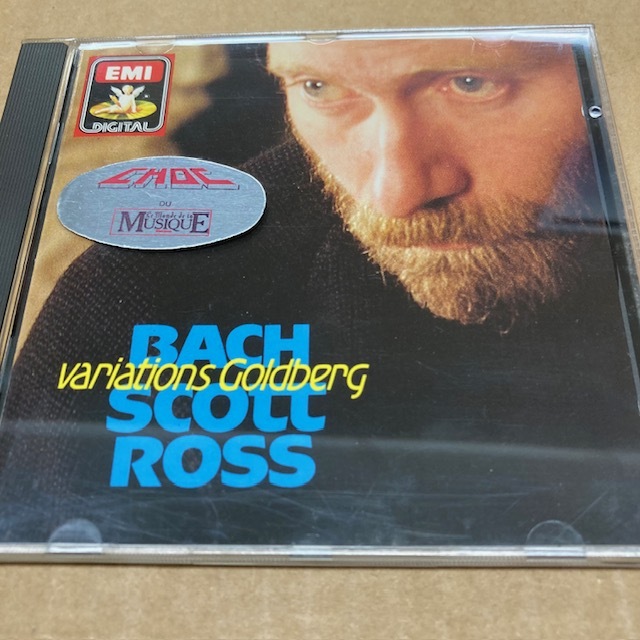 EMI
DIGITAL
CHOC
DU
Le Monde de la
MUSIQUE
BACH
variations Goldberg
SCOTT
ROSS